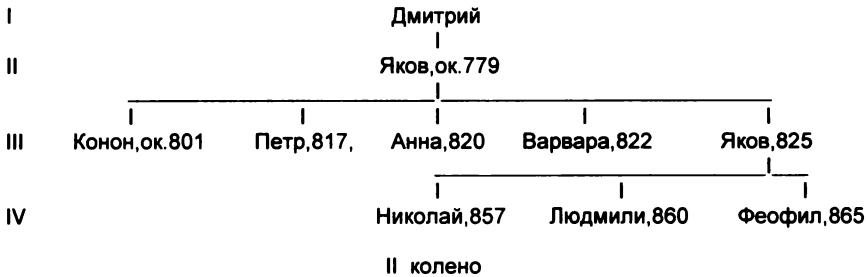 I Дмитрий
II Яков,ок.779
III Конон,ок.801 Петр,817, Анна,820 Варвара,822 Яков,825
IV Николай,857 Людмили,860 Феофил,865
II колено